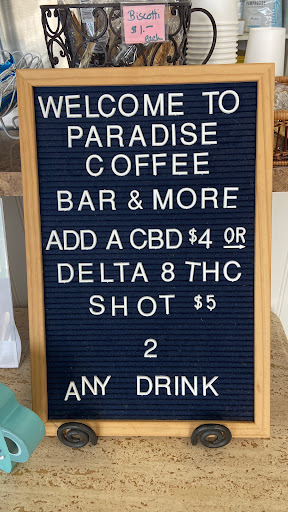 Biscotti
$1.-
Each
WELCOME TO
PARADISE
COFFEE
BAR & MORE
ADD A CBD $4 OR
DELTA 8 THC
SHOT $5
2
ANY DRINK